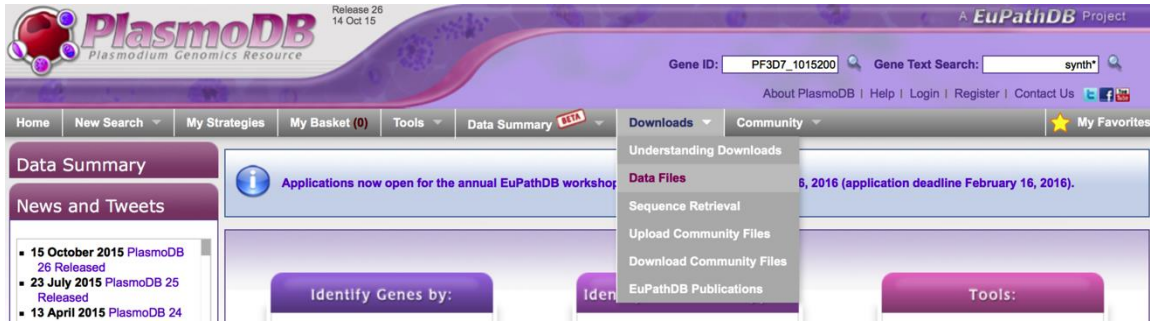 Release 26
14 Oct 15
A EuPathDB Project
PlasmoDB
Plasmodium Genomics Resource
Gene ID: PF3D7_1015200 Gene Text Search: synth*
About PlasmoDB | Help | Login | Register | Contact Us
Home New Search My Strategies My Basket (0) Tools Data Summary BETA Downloads Community My Favorites
Understanding Downloads
Data Files
Sequence Retrieval
Upload Community Files
Download Community Files
EuPathDB Publications
Data Summary
News and Tweets
Applications now open for the annual EuPathDB workshop 6, 2016 (application deadline February 16, 2016).
15 October 2015 PlasmoDB
26 Released
23 July 2015 PlasmoDB 25
Released
13 April 2015 PlasmoDB 24
Identify Genes by:
Iden
Tools: